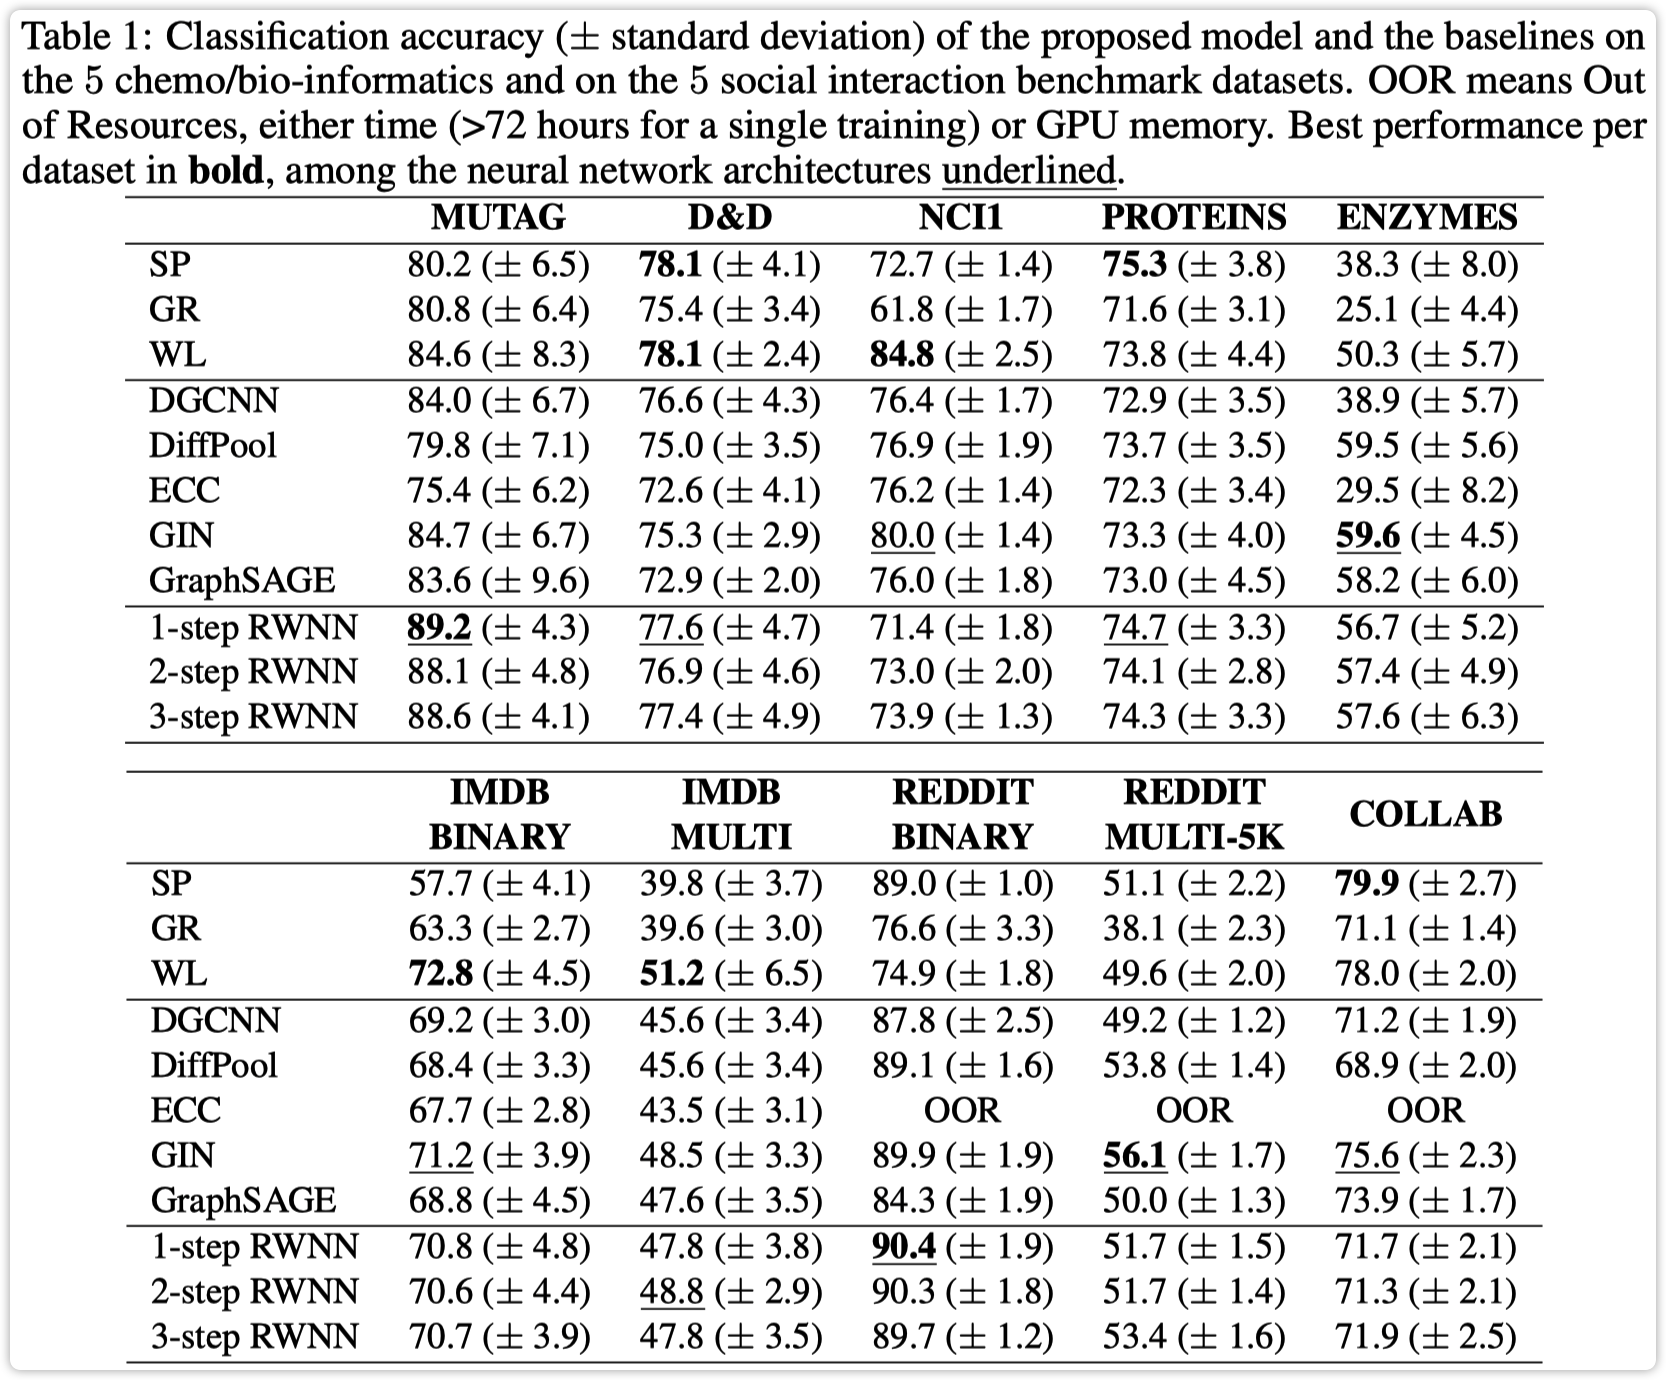 Table 1: Classification accuracy (± standard deviation) of the proposed model and the baselines on
the 5 chemo/bio-informatics and on the 5 social interaction benchmark datasets. OOR means Out
of Resources, either time (>72 hours for a single training) or GPU memory. Best performance per
dataset in bold, among the neural network architectures underlined.
MUTAG D&D NCI1 PROTEINS ENZYMES
SP 80.2 (± 6.5) 78.1 (± 4.1) 72.7 (± 1.4) 75.3 (± 3.8) 38.3 (± 8.0)
GR 80.8 (± 6.4) 75.4 (± 3.4) 61.8 (± 1.7) 71.6 (± 3.1) 25.1 (± 4.4)
WL 84.6 (± 8.3) 78.1 (± 2.4) 84.8 (± 2.5) 73.8 (± 4.4) 50.3 (± 5.7)
DGCNN 84.0 (± 6.7) 76.6 (± 4.3) 76.4 (± 1.7) 72.9 (± 3.5) 38.9 (± 5.7)
DiffPool 79.8 (± 7.1) 75.0 (± 3.5) 76.9 (± 1.9) 73.7 (± 3.5) 59.5 (± 5.6)
ECC 75.4 (± 6.2) 72.6 (± 4.1) 76.2 (± 1.4) 72.3 (± 3.4) 29.5 (± 8.2)
GIN 84.7 (± 6.7) 75.3 (± 2.9) 80.0 (± 1.4) 73.3 (± 4.0) 59.6 (± 4.5)
GraphSAGE 83.6 (± 9.6) 72.9 (± 2.0) 76.0 (± 1.8) 73.0 (± 4.5) 58.2 (± 6.0)
1-step RWNN 89.2 (± 4.3) 77.6 (± 4.7) 71.4 (± 1.8) 74.7 (± 3.3) 56.7 (± 5.2)
2-step RWNN 88.1 (± 4.8) 76.9 (± 4.6) 73.0 (± 2.0) 74.1 (± 2.8) 57.4 (± 4.9)
3-step RWNN 88.6 (± 4.1) 77.4 (± 4.9) 73.9 (± 1.3) 74.3 (± 3.3) 57.6 (± 6.3)
IMDB IMDB REDDIT REDDIT COLLAB
BINARY MULTI BINARY MULTI-5K
SP 57.7 (± 4.1) 39.8 (± 3.7) 89.0 (± 1.0) 51.1 (± 2.2) 79.9 (± 2.7)
GR 63.3 (± 2.7) 39.6 (± 3.0) 76.6 (± 3.3) 38.1 (± 2.3) 71.1 (± 1.4)
WL 72.8 (± 4.5) 51.2 (± 6.5) 74.9 (± 1.8) 49.6 (± 2.0) 78.0 (± 2.0)
DGCNN 69.2 (± 3.0) 45.6 (± 3.4) 87.8 (± 2.5) 49.2 (± 1.2) 71.2 (± 1.9)
DiffPool 68.4 (± 3.3) 45.6 (± 3.4) 89.1 (± 1.6) 53.8 (± 1.4) 68.9 (± 2.0)
ECC 67.7 (± 2.8) 43.5 (± 3.1) OOR OOR OOR
GIN 71.2 (± 3.9) 48.5 (± 3.3) 89.9 (± 1.9) 56.1 (± 1.7) 75.6 (± 2.3)
GraphSAGE 68.8 (± 4.5) 47.6 (± 3.5) 84.3 (± 1.9) 50.0 (± 1.3) 73.9 (± 1.7)
1-step RWNN 70.8 (± 4.8) 47.8 (± 3.8) 90.4 (± 1.9) 51.7 (± 1.5) 71.7 (± 2.1)
2-step RWNN 70.6 (± 4.4) 48.8 (± 2.9) 90.3 (± 1.8) 51.7 (± 1.4) 71.3 (± 2.1)
3-step RWNN 70.7 (± 3.9) 47.8 (± 3.5) 89.7 (± 1.2) 53.4 (± 1.6) 71.9 (± 2.5)